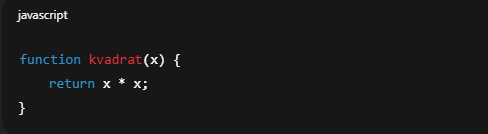 javascript
function kvadrat(x) {
    return x * x;
}